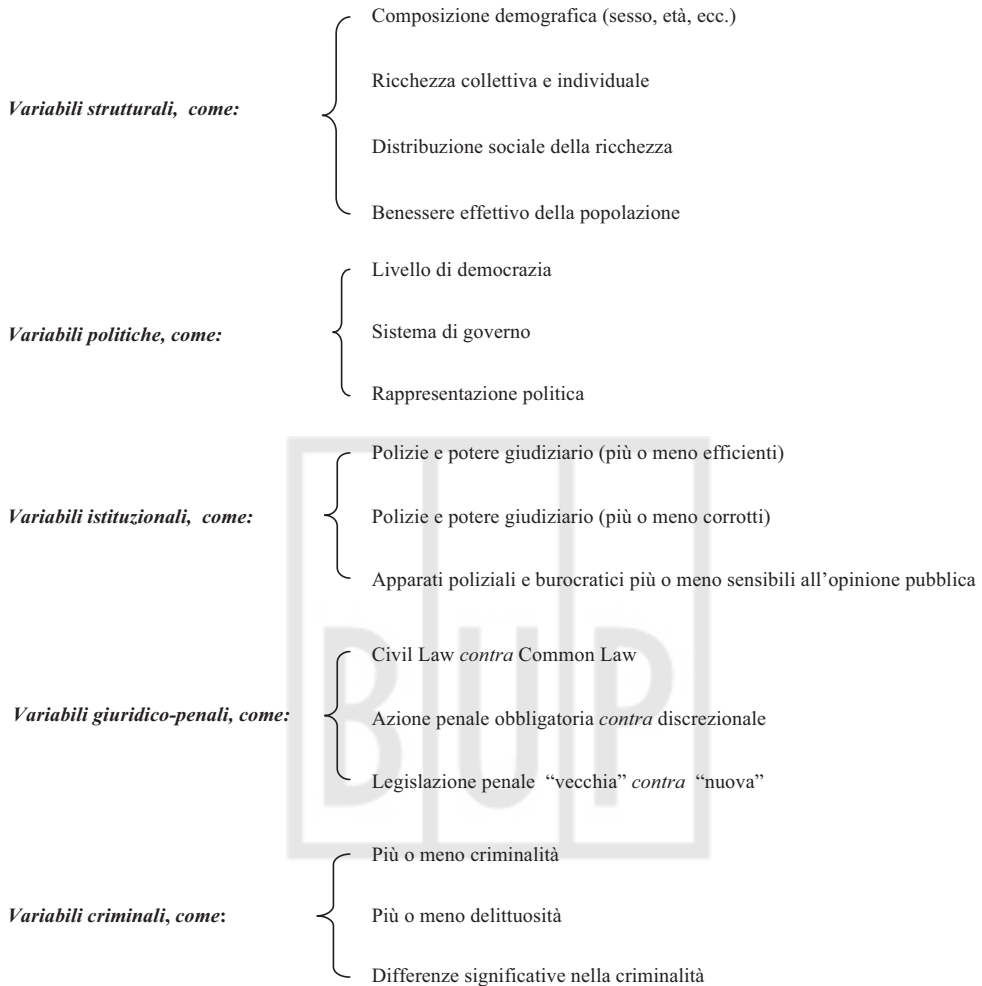 Composizione demografica (sesso, età, ecc.)
Ricchezza collettiva e individuale
Variabili strutturali, come:
Distribuzione sociale della ricchezza
Benessere effettivo della popolazione
Livello di democrazia
Variabili politiche, come:
Sistema di governo
Rappresentazione politica
Polizie e potere giudiziario (più o meno efficienti)
Variabili istituzionali, come:
Polizie e potere giudiziario (più o meno corrotti)
Apparati poliziali e burocratici più o meno sensibili all’opinione pubblica
Civil Law contra Common Law
Variabili giuridico-penali, come:
Azione penale obbligatoria contra discrezionale
Legislazione penale “vecchia” contra “nuova”
Più o meno criminalità
Variabili criminali, come:
Più o meno delittuosità
Differenze significative nella criminalità
BUP